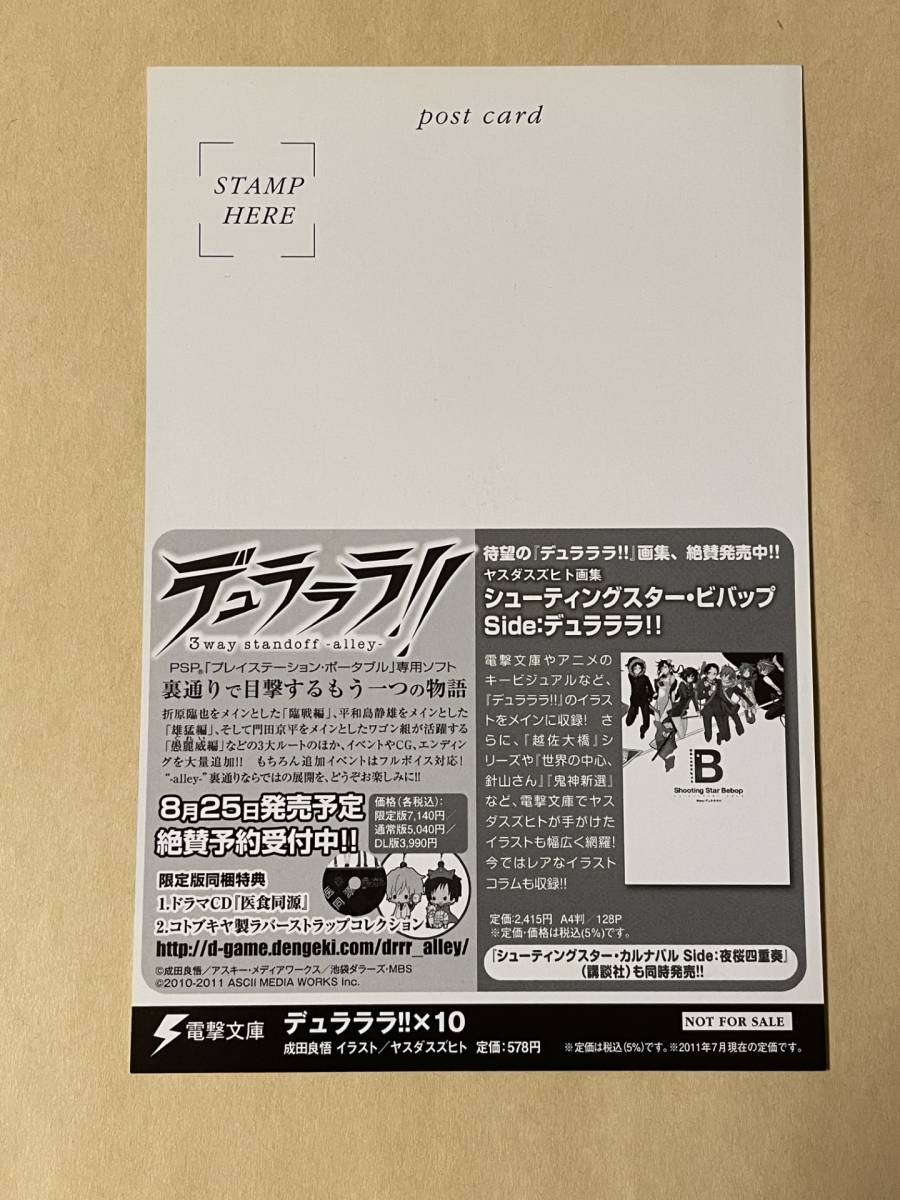 post card
STAMP
HERE
デュラララ!!
3way standoff -alley-
PSP®「プレイステーション・ポータブル」専用ソフト
裏通りで目撃するもう一つの物語
折原臨也をメインとした「臨戦編」、平和島静雄をメインとした
「雄猛編」、そして門田京平をメインとしたワゴン組が活躍する
「愚麗威編」などの3大ルートのほか、イベントやCG、エンディン
グを大量追加!! もちろん追加イベントはフルボイス対応!
“-alley-”裏通りならではの展開を、どうぞお楽しみに!!
8月25日発売予定
絶賛予約受付中!!
価格(各税込):
限定版7,140円/
通常版5,040円/
DL版3,990円
限定版同梱特典
1.ドラマCD『医食同源』
2.コトブキヤ製ラバーストラップコレクション
http://d-game.dengeki.com/drrr_alley/
©成田良悟/アスキー・メディアワークス/池袋ダラーズ・MBS
©2010-2011 ASCII MEDIA WORKS Inc.
待望の『デュラララ!!』画集、絶賛発売中!!
ヤスダスズヒト画集
シューティングスター・ビバップ
Side:デュラララ!!
電撃文庫やアニメの
キービジュアルなど、
『デュラララ!!』のイラス
トをメインに収録! さ
らに、『越佐大橋』シ
リーズや『世界の中心、
針山さん』『鬼神新選』
など、電撃文庫でヤス
ダスズヒトが手がけた
イラストも幅広く網羅!
今ではレアなイラスト
コラムも収録!!
B
Shooting Star Bebop
定価:2,415円 A4判/128P
※定価・価格は税込(5%)です。
『シューティングスター・カルナバル Side:夜桜四重奏』
(講談社)も同時発売!!
電撃文庫
デュラララ!!×10
成田良悟 イラスト/ヤスダスズヒト 定価:578円
NOT FOR SALE
※定価は税込(5%)です。※2011年7月現在の定価です。